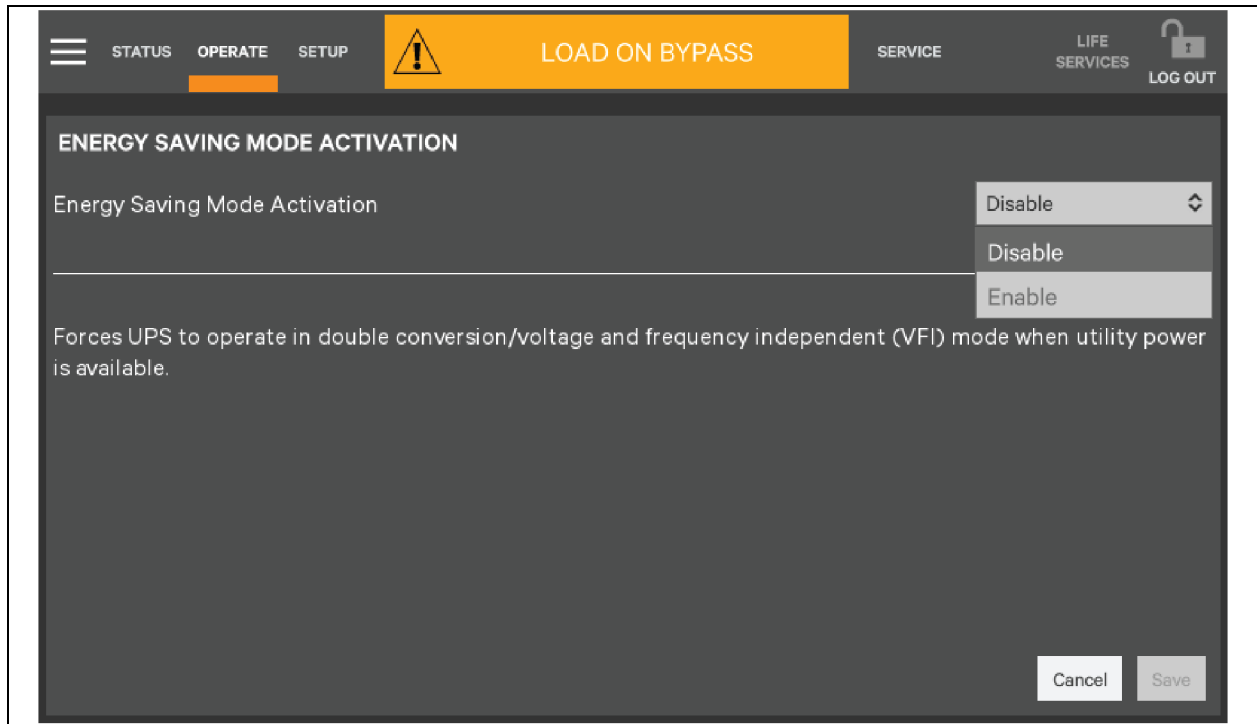 STATUS OPERATE SETUP LOAD ON BYPASS SERVICE LIFE SERVICES LOG OUT
ENERGY SAVING MODE ACTIVATION
Energy Saving Mode Activation Disable
Disable
Enable
Forces UPS to operate in double conversion/voltage and frequency independent (VFI) mode when utility power
is available.
Cancel Save